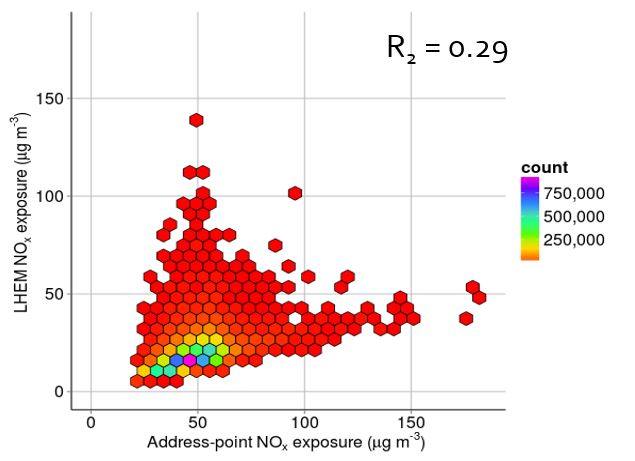 R₂ = 0.29
LHEM NOₓ exposure (µg m⁻³)
150
100
50
0
0 50 100 150
Address-point NOₓ exposure (µg m⁻³)
count
750,000
500,000
250,000